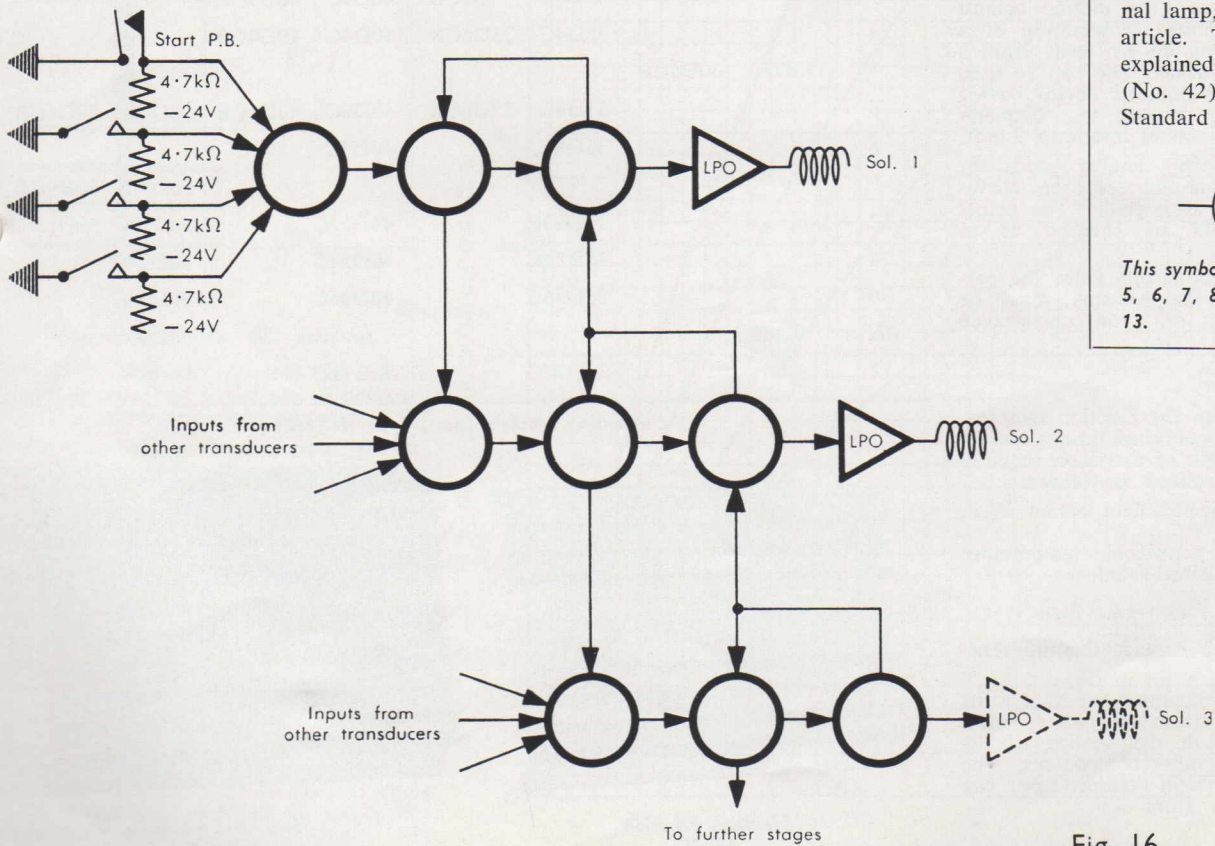 Start P.B.
4·7kΩ
−24V
4·7kΩ
−24V
4·7kΩ
−24V
4·7kΩ
−24V
LPO
Sol. 1
Inputs from
other transducers
LPO
Sol. 2
Inputs from
other transducers
LPO
Sol. 3
To further stages
Fig. 16
nal lamp,
article. T
explained
(No. 42)
Standard
This symbo
5, 6, 7, 8
13.